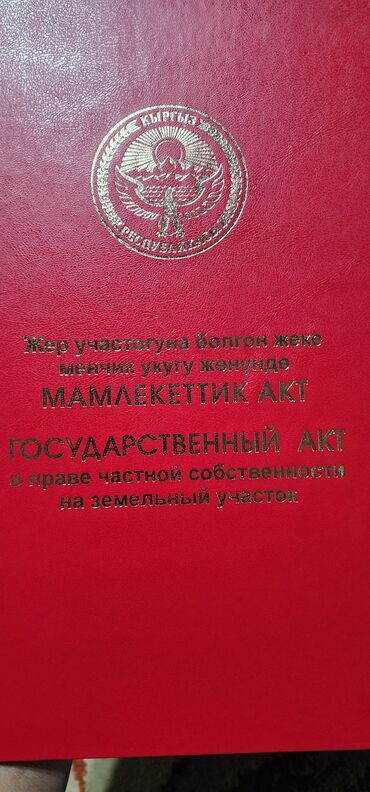 КЫРГЫЗ
РЕСПУБЛИКАСЫ
Жер участогуна болгон жеке
менчик укугу жөнүндө
МАМЛЕКЕТТИК АКТ
ГОСУДАРСТВЕННЫЙ АКТ
о праве частной собственности
на земельный участок